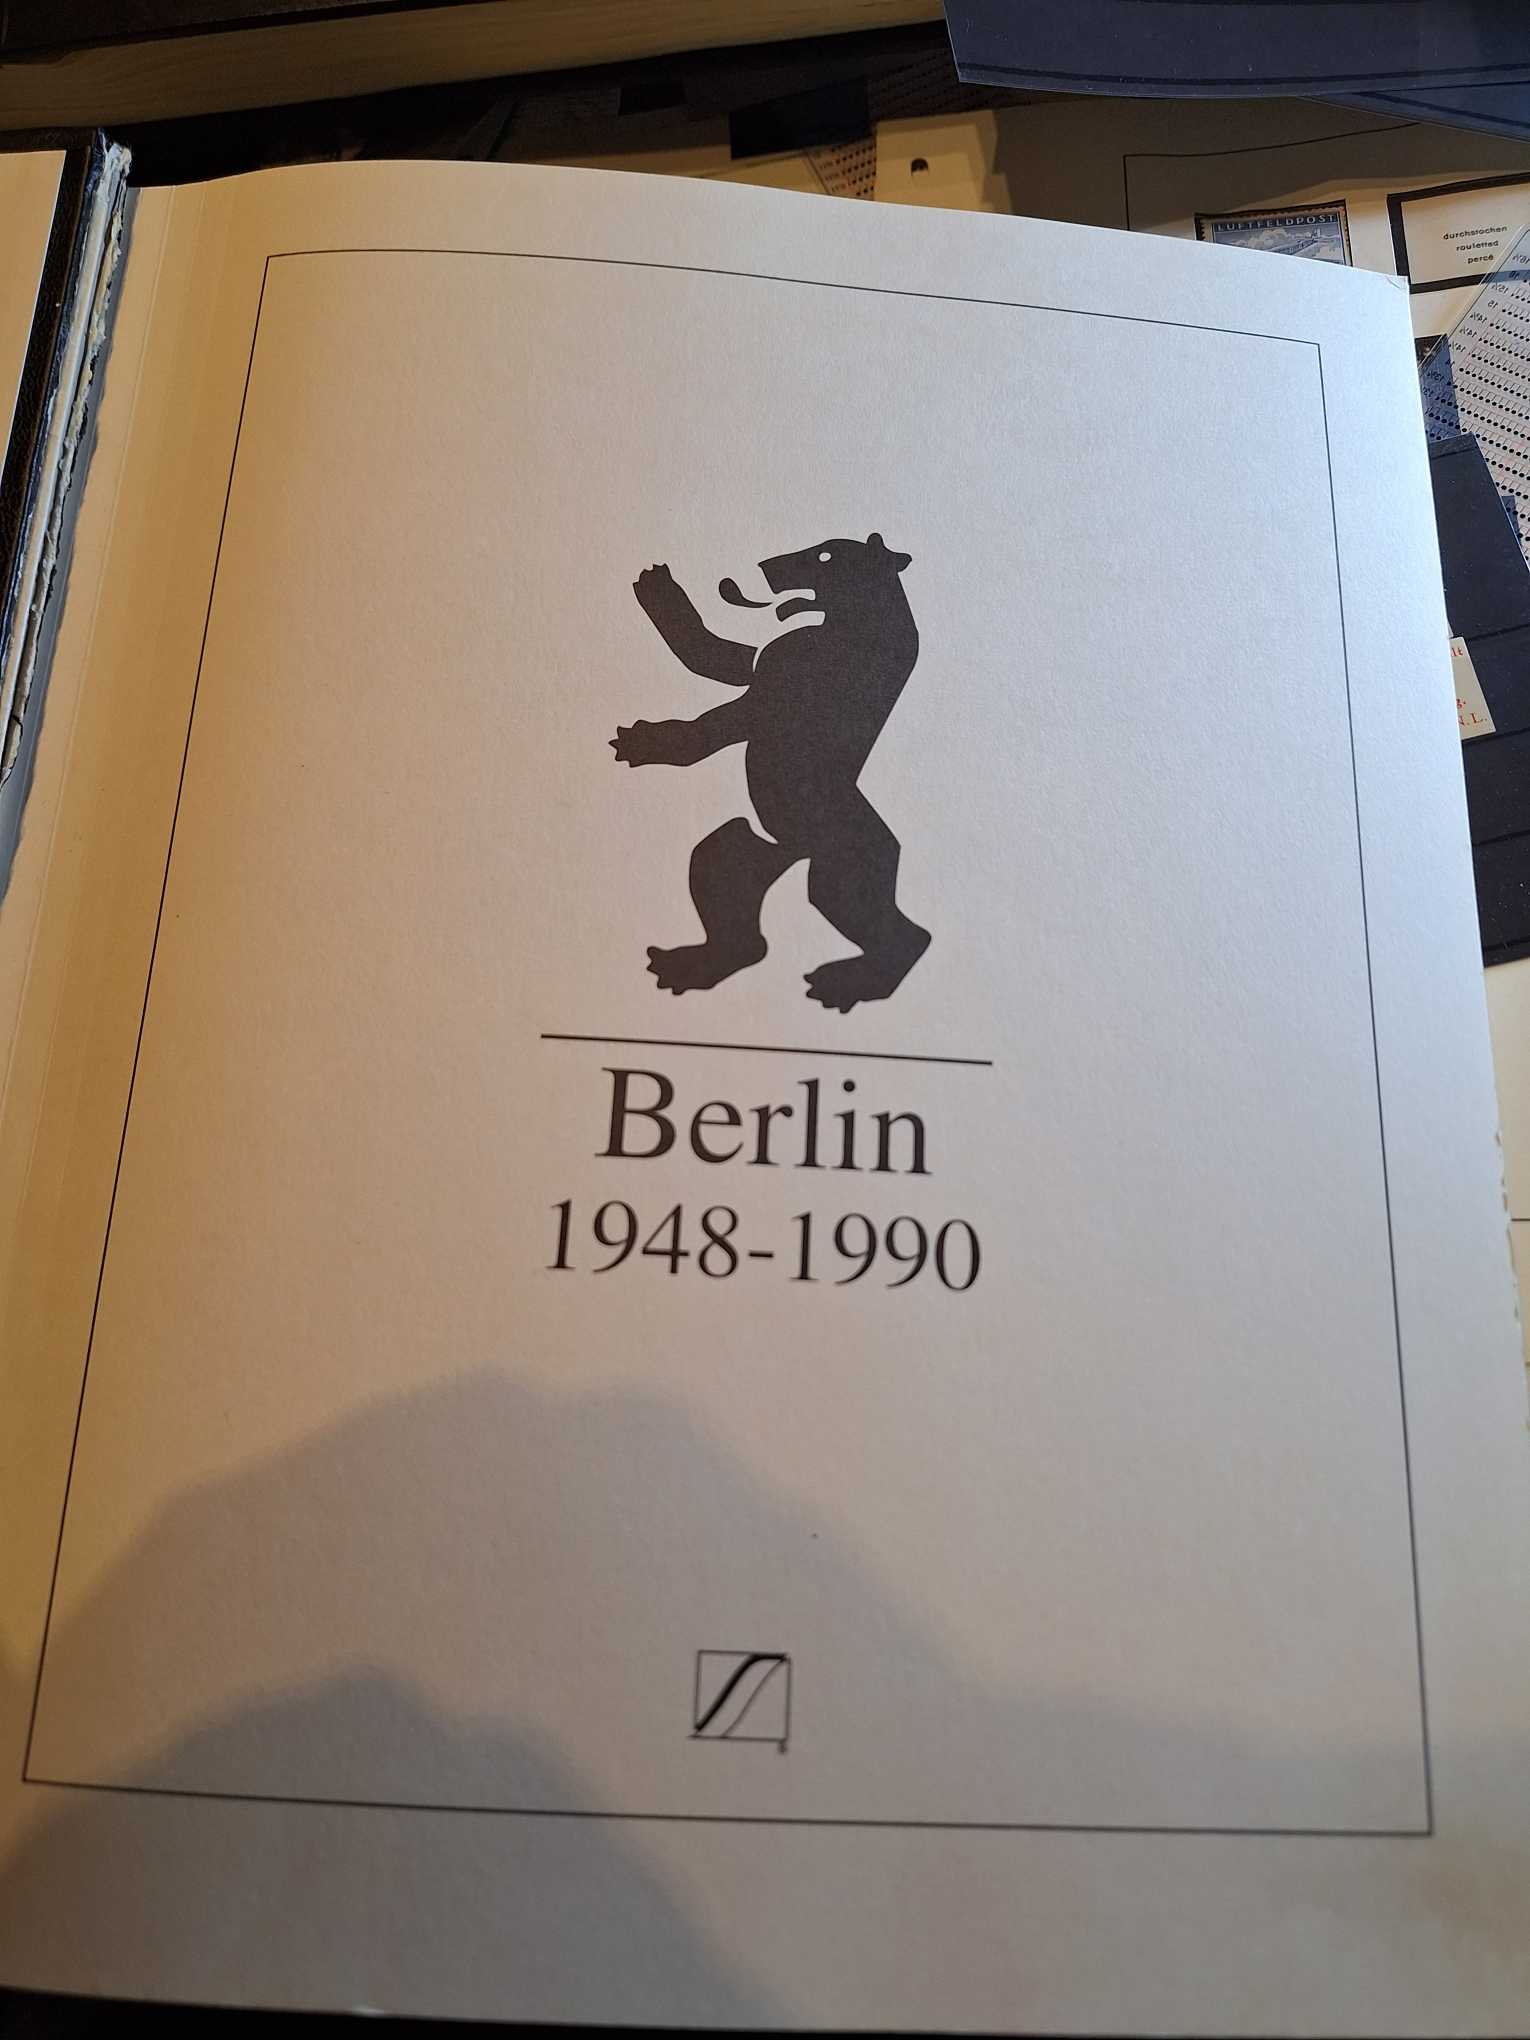 LUFTFELDPOST
durchstochen
rouletted
percé
Berlin
1948-1990